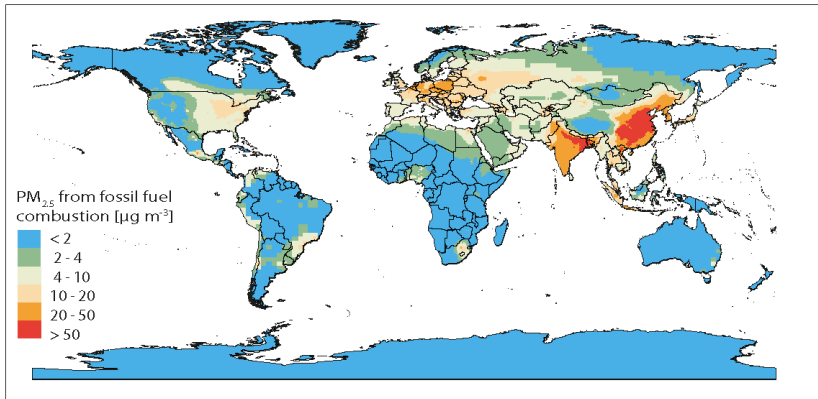 PM₂.₅ from fossil fuel
combustion [µg m⁻³]
< 2
2 - 4
4 - 10
10 - 20
20 - 50
> 50